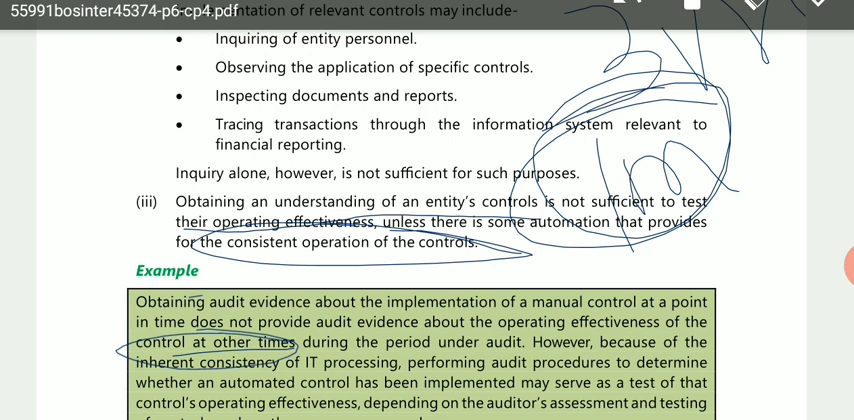 55991bosinter45374-p6-cp4.pdf
of relevant controls may include-
• Inquiring of entity personnel.
• Observing the application of specific controls.
• Inspecting documents and reports.
• Tracing transactions through the information system relevant to
financial reporting.
Inquiry alone, however, is not sufficient for such purposes.
(iii) Obtaining an understanding of an entity's controls is not sufficient to test
their operating effectiveness, unless there is some automation that provides
for the consistent operation of the controls.
Example
Obtaining audit evidence about the implementation of a manual control at a point
in time does not provide audit evidence about the operating effectiveness of the
control at other times during the period under audit. However, because of the
inherent consistency of IT processing, performing audit procedures to determine
whether an automated control has been implemented may serve as a test of that
control's operating effectiveness, depending on the auditor's assessment and testing